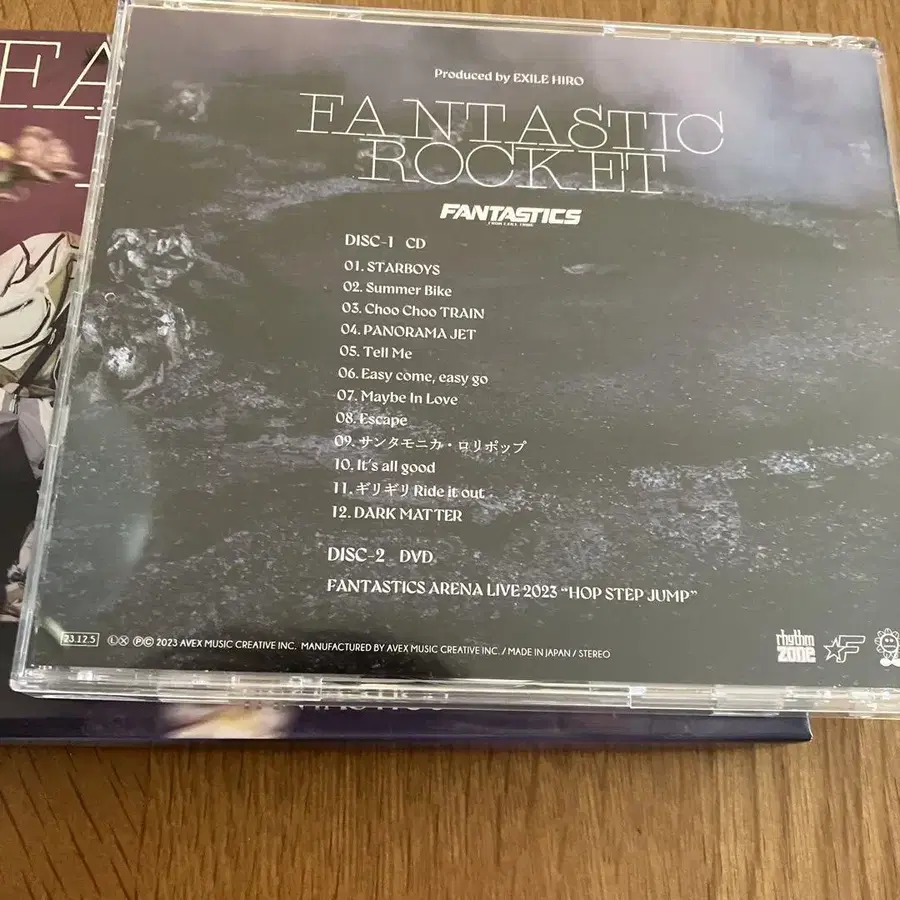 FA
Produced by EXILE HIRO
FANTASTIC
ROCKET
FANTASTICS
FROM EXILE TRIBE
DISC-1 CD
01. STARBOYS
02. Summer Bike
03. Choo Choo TRAIN
04. PANORAMA JET
05. Tell Me
06. Easy come, easy go
07. Maybe In Love
08. Escape
09. サンタモニカ・ロリポップ
10. It's all good
11. ギリギリ Ride it out
12. DARK MATTER
DISC-2 DVD
FANTASTICS ARENA LIVE 2023 “HOP STEP JUMP”
23.12.5 Ⓛ Ⓧ ℗© 2023 AVEX MUSIC CREATIVE INC. MANUFACTURED BY AVEX MUSIC CREATIVE INC. / MADE IN JAPAN / STEREO
rhythm
zone
F